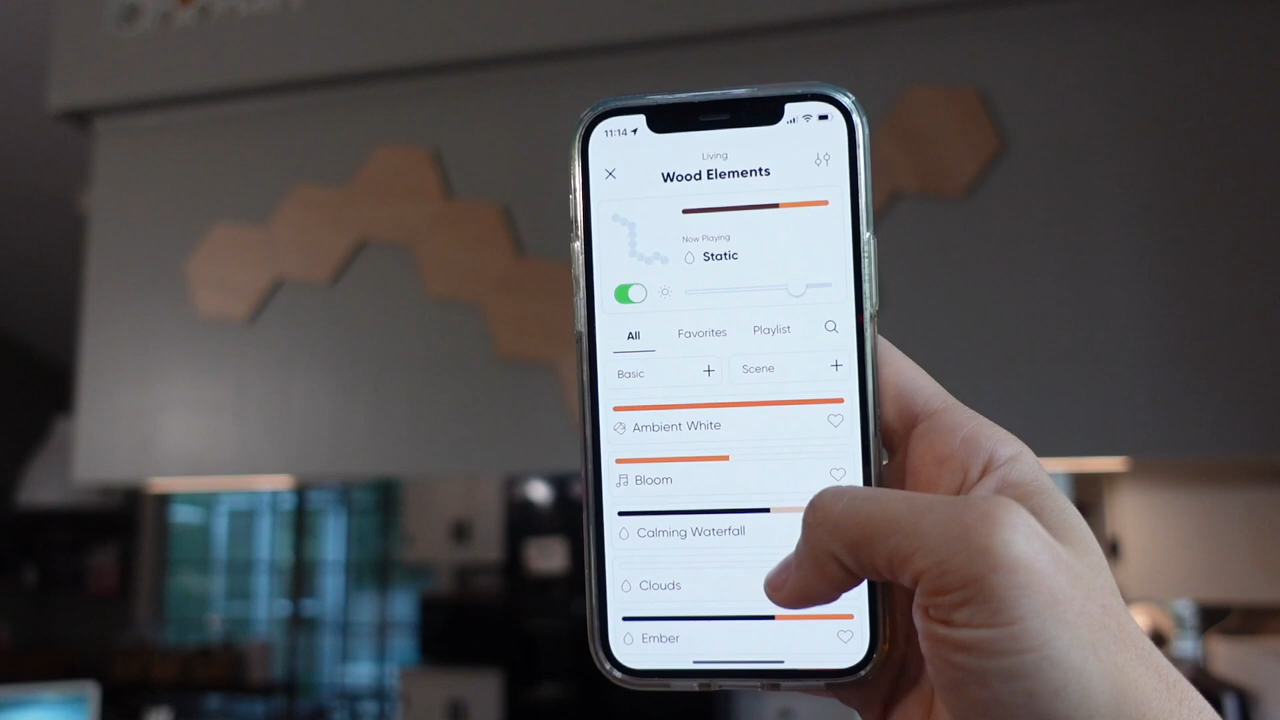 11:14
Living
Wood Elements
Now Playing
Static
All Favorites Playlist
Basic + Scene +
Ambient White
Bloom
Calming Waterfall
Clouds
Ember